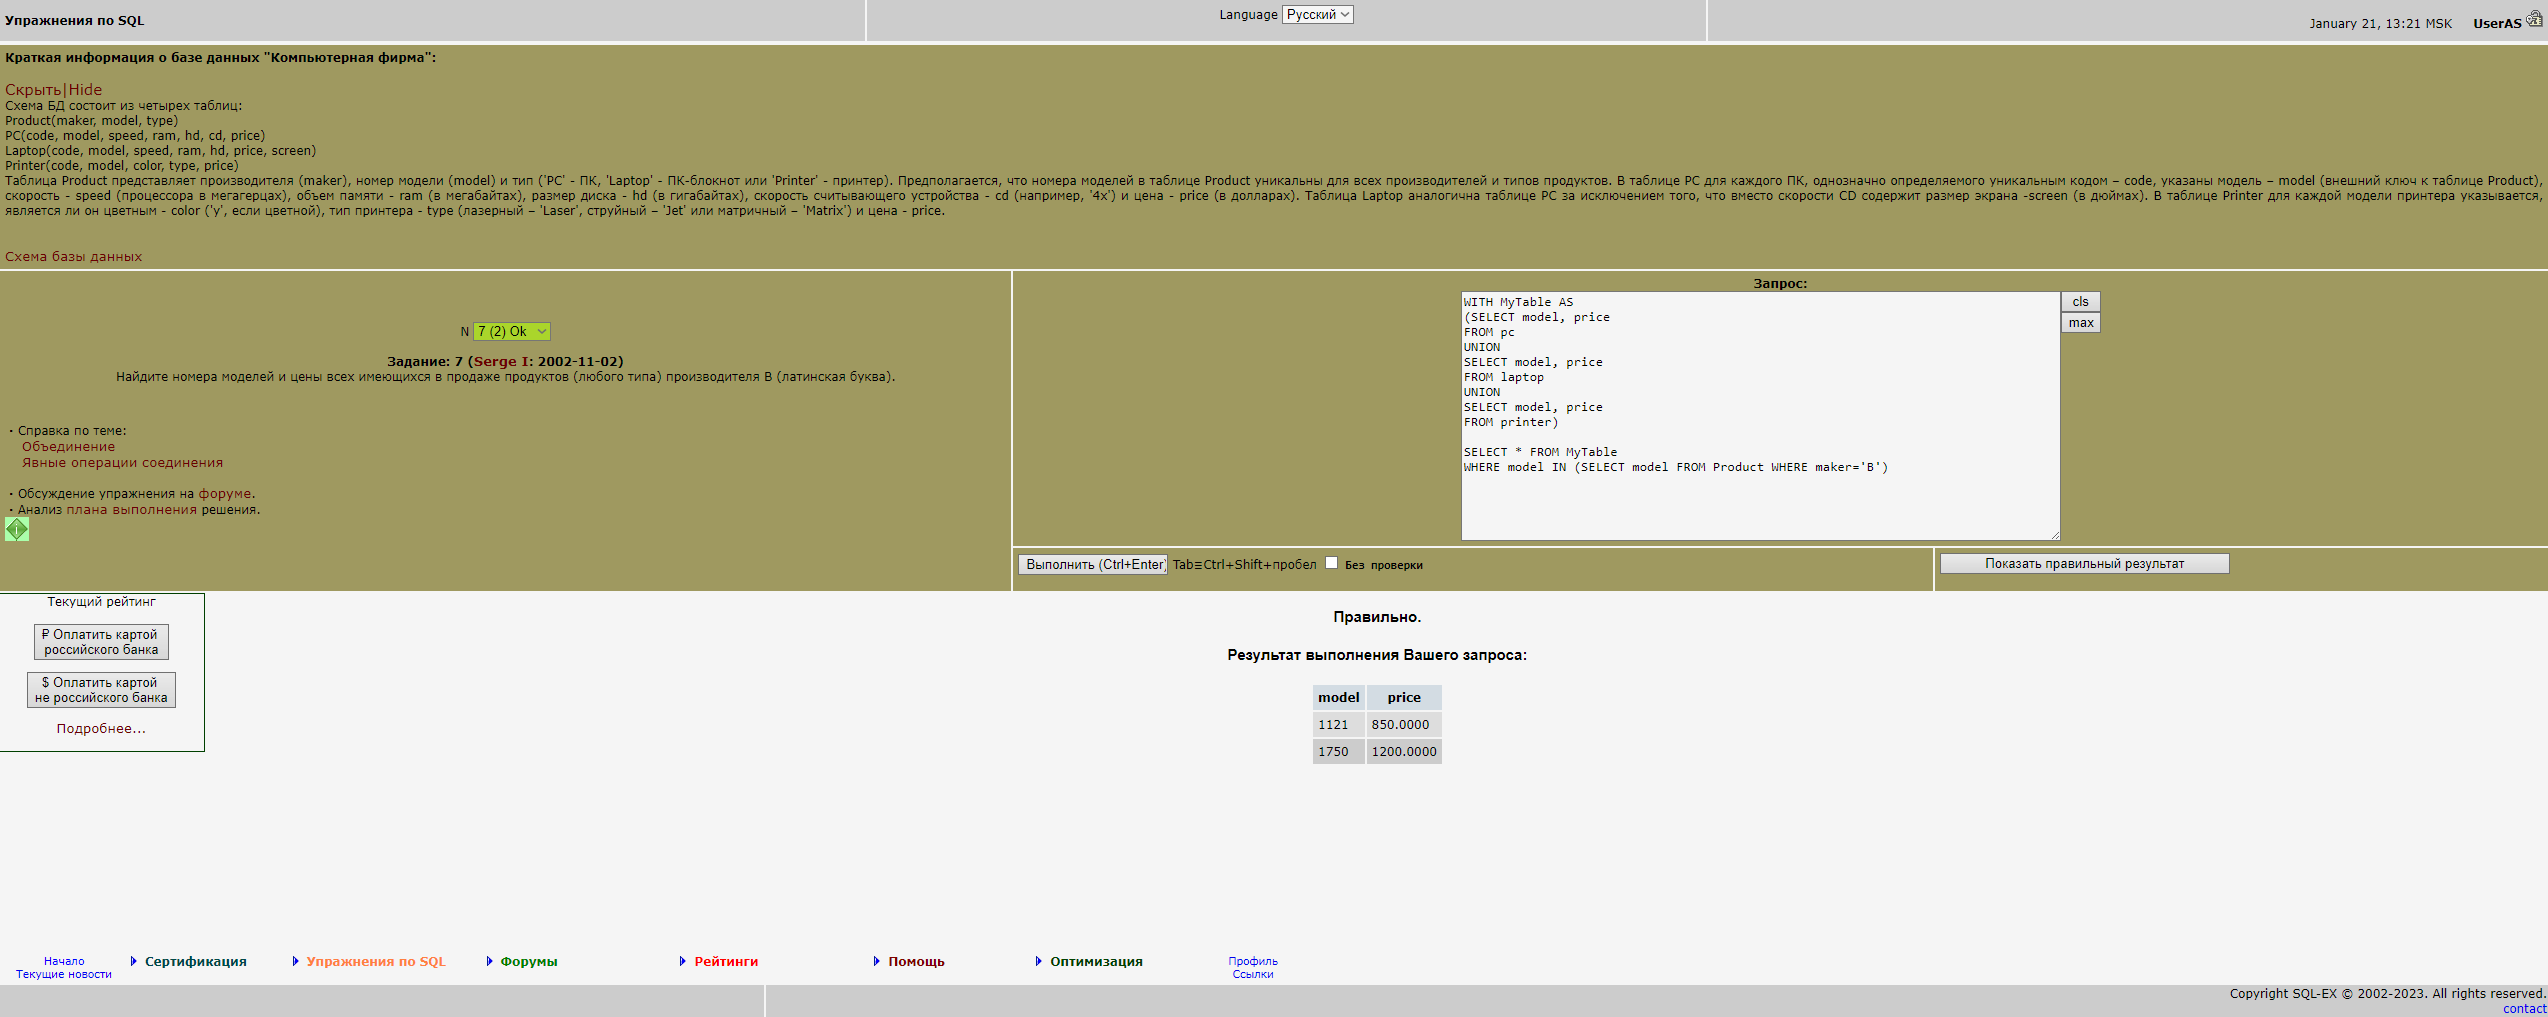 Упражнения по SQL
Language Русский
January 21, 13:21 MSK UserAS
Краткая информация о базе данных "Компьютерная фирма":
Скрыть|Hide
Схема БД состоит из четырех таблиц:
Product(maker, model, type)
PC(code, model, speed, ram, hd, cd, price)
Laptop(code, model, speed, ram, hd, price, screen)
Printer(code, model, color, type, price)
Таблица Product представляет производителя (maker), номер модели (model) и тип ('PC' - ПК, 'Laptop' - ПК-блокнот или 'Printer' - принтер). Предполагается, что номера моделей в таблице Product уникальны для всех производителей и типов продуктов. В таблице PC для каждого ПК, однозначно определяемого уникальным кодом – code, указаны модель – model (внешний ключ к таблице Product),
скорость - speed (процессора в мегагерцах), объем памяти - ram (в мегабайтах), размер диска - hd (в гигабайтах), скорость считывающего устройства - cd (например, '4x') и цена - price (в долларах). Таблица Laptop аналогична таблице РС за исключением того, что вместо скорости CD содержит размер экрана -screen (в дюймах). В таблице Printer для каждой модели принтера указывается,
является ли он цветным - color ('y', если цветной), тип принтера - type (лазерный – 'Laser', струйный – 'Jet' или матричный – 'Matrix') и цена - price.
Схема базы данных
N 7 (2) Ok
Задание: 7 (Serge I: 2002-11-02)
Найдите номера моделей и цены всех имеющихся в продаже продуктов (любого типа) производителя B (латинская буква).
· Справка по теме:
Объединение
Явные операции соединения
· Обсуждение упражнения на форуме.
· Анализ плана выполнения решения.
Запрос:
WITH MyTable AS
(SELECT model, price
FROM pc
UNION
SELECT model, price
FROM laptop
UNION
SELECT model, price
FROM printer)
SELECT * FROM MyTable
WHERE model IN (SELECT model FROM Product WHERE maker='B')
cls
max
Выполнить (Ctrl+Enter) Tab≡Ctrl+Shift+пробел Без проверки
Показать правильный результат
Текущий рейтинг
₽ Оплатить картой
российского банка
$ Оплатить картой
не российского банка
Подробнее...
Правильно.
Результат выполнения Вашего запроса:
model price
1121 850.0000
1750 1200.0000
Начало
Текущие новости
Сертификация
Упражнения по SQL
Форумы
Рейтинги
Помощь
Оптимизация
Профиль
Ссылки
Copyright SQL-EX © 2002-2023. All rights reserved.
contact